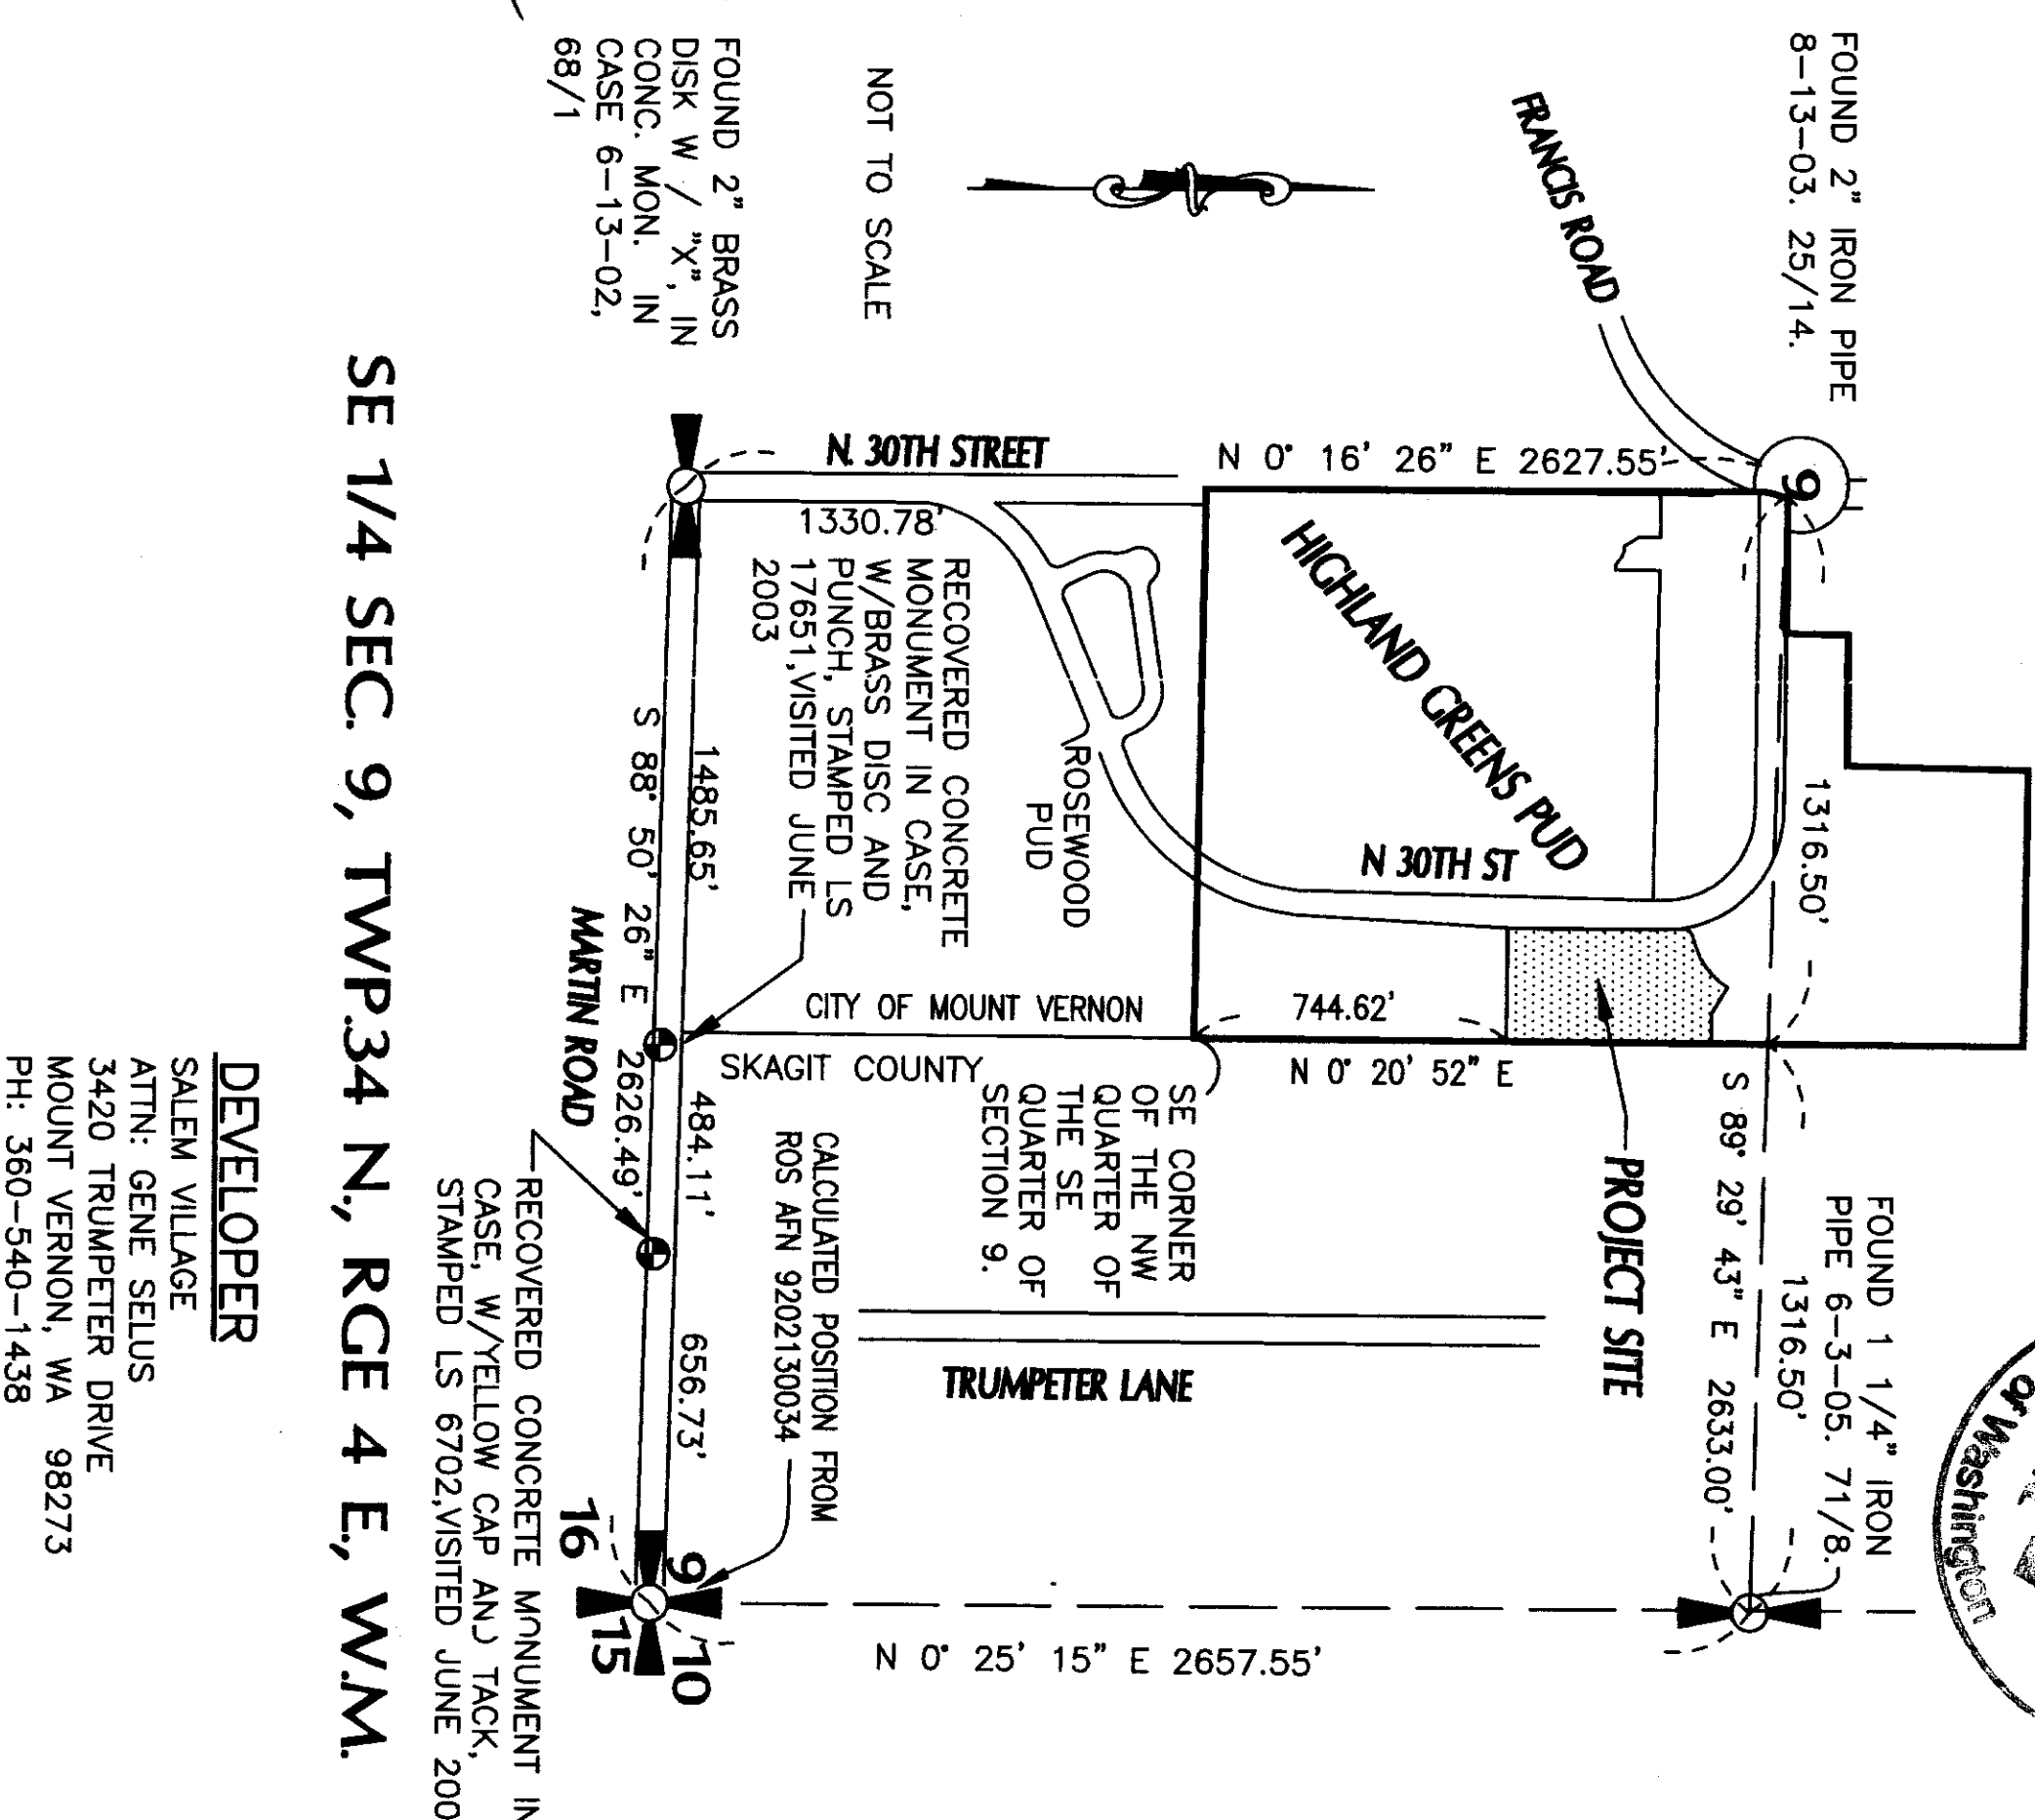 FOUND 2" IRON PIPE
8-13-03. 25/14.
FRANCIS ROAD
9
NOT TO SCALE
FOUND 2" BRASS
DISK W / "X", IN
CONC. MON. IN
CASE 6-13-02,
68/1
N. 30TH STREET
N 0° 16' 26" E 2627.55'
1330.78'
HIGHLAND GREENS PUD
N 30TH ST
1316.50'
RECOVERED CONCRETE
MONUMENT IN CASE,
W/BRASS DISC AND
PUNCH, STAMPED LS
17651,VISITED JUNE
2003
ROSEWOOD
PUD
1485.65'
S 88° 50' 26" E 2626.49'
MARTIN ROAD
CITY OF MOUNT VERNON
SKAGIT COUNTY
744.62'
N 0° 20' 52" E
SE CORNER
OF THE NW
QUARTER OF
THE SE
QUARTER OF
SECTION 9.
PROJECT SITE
S 89° 29' 43" E 2633.00'
1316.50'
FOUND 1 1/4" IRON
PIPE 6-3-05. 71/8.
of Washington
484.11'
656.73'
CALCULATED POSITION FROM
ROS AFN 9202130034
TRUMPETER LANE
RECOVERED CONCRETE MONUMENT IN
CASE, W/YELLOW CAP AND TACK,
STAMPED LS 6702,VISITED JUNE 200
16
9
15
10
N 0° 25' 15" E 2657.55'
SE 1/4 SEC. 9, TWP.34 N., RGE 4 E., W.M.
DEVELOPER
SALEM VILLAGE
ATTN: GENE SELUS
3420 TRUMPETER DRIVE
MOUNT VERNON, WA 98273
PH: 360-540-1438